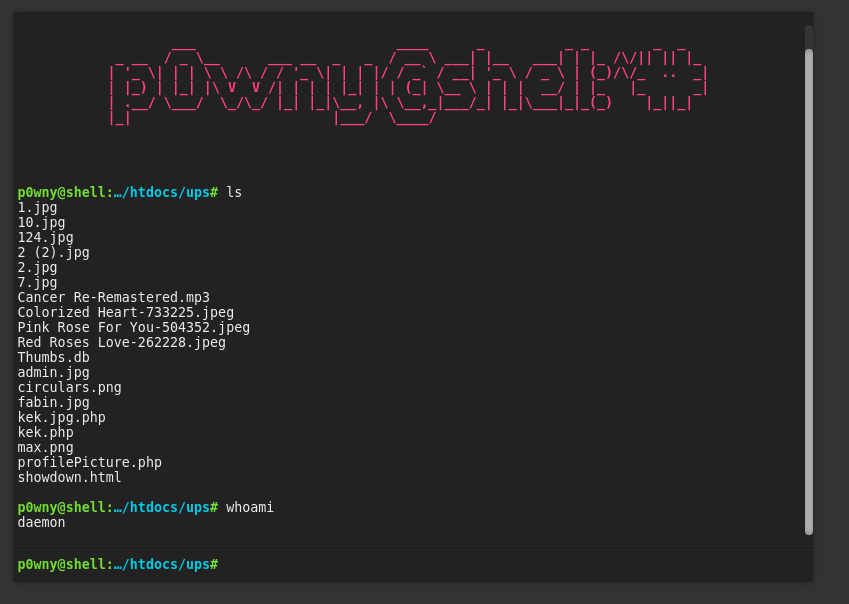 p0wny@shell:…/htdocs/ups# ls
1.jpg
10.jpg
124.jpg
2 (2).jpg
2.jpg
7.jpg
Cancer Re-Remastered.mp3
Colorized Heart-733225.jpeg
Pink Rose For You-504352.jpeg
Red Roses Love-262228.jpeg
Thumbs.db
admin.jpg
circulars.png
fabin.jpg
kek.jpg.php
kek.php
max.png
profilePicture.php
showdown.html
p0wny@shell:…/htdocs/ups# whoami
daemon
p0wny@shell:…/htdocs/ups#